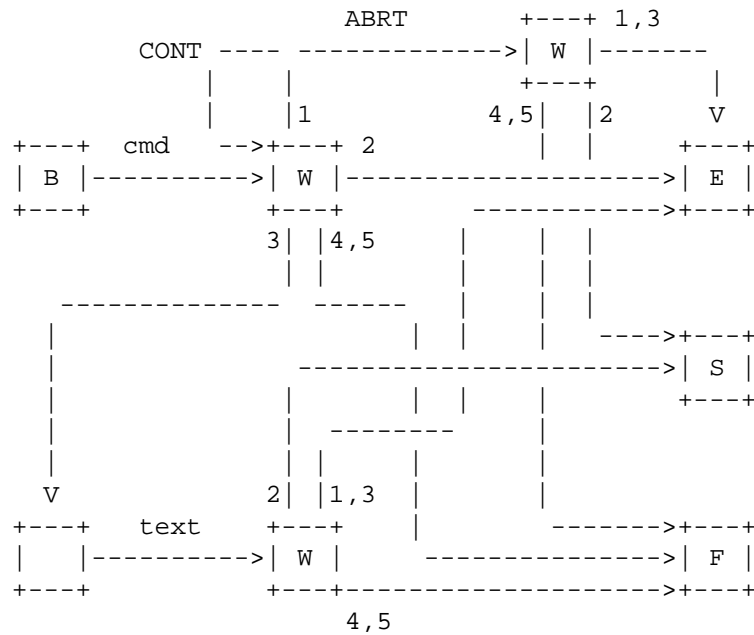 ABRT         +---+  1,3
        CONT ----  ------------->| W |-------
            |    |               +---+       |
            |    |1            4,5|  |2      V
+---+  cmd   -->+---+ 2           |  |     +---+
| B |---------->| W |--------------------->| E |
+---+           +---+        ------------->+---+
               3| |4,5      |    |  |
                | |         |    |  |
   --------------  ------   |    |  |
  |                      |  |    |   ----->+---+
  |               ------------------------>| S |
  |              |       |  |    |         +---+
  |              |  --------     |
  |              | |     |       |
  V             2| |1,3  |       |
+---+   text    +---+    |        ------->+---+
|   |---------->| W |     --------------->| F |
+---+           +---+-------------------->+---+
                    4,5